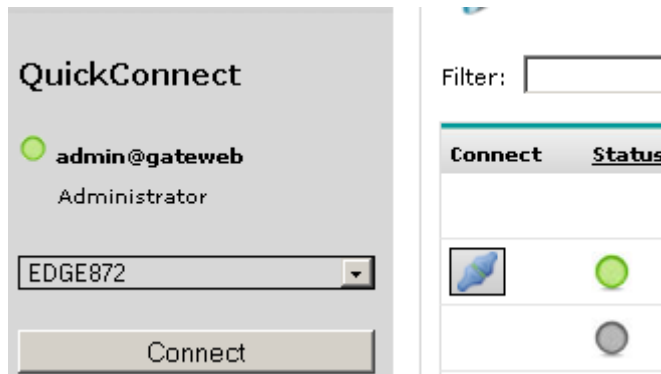 QuickConnect
admin@gateweb
Administrator
EDGE872
Connect
Filter:
Connect Status